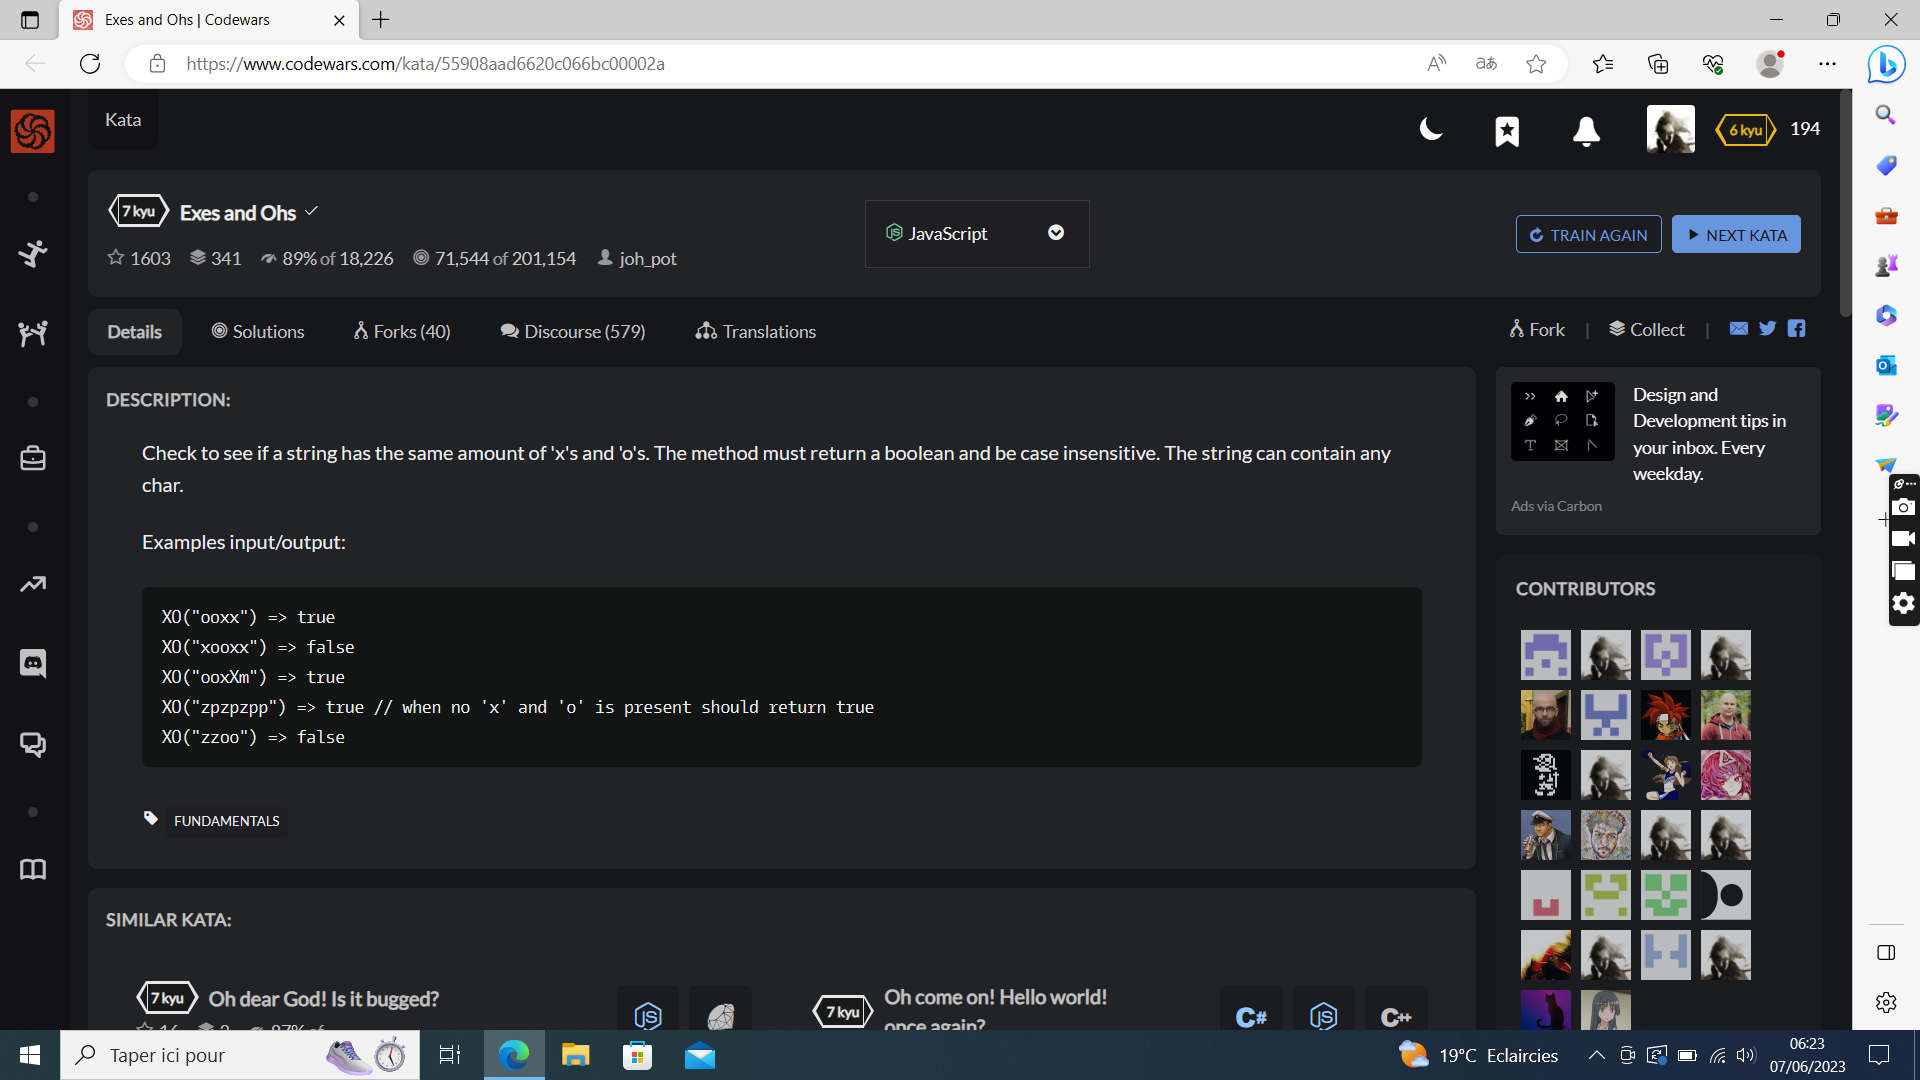 Exes and Ohs | Codewars
https://www.codewars.com/kata/55908aad6620c066bc00002a
Kata
6 kyu 194
7 kyu Exes and Ohs
1603 341 89% of 18,226 71,544 of 201,154 joh_pot
JavaScript
TRAIN AGAIN NEXT KATA
Details Solutions Forks (40) Discourse (579) Translations
Fork | Collect |
DESCRIPTION:
Check to see if a string has the same amount of 'x's and 'o's. The method must return a boolean and be case insensitive. The string can contain any
char.
Examples input/output:
XO("ooxx") => true
XO("xooxx") => false
XO("ooxXm") => true
XO("zpzpzpp") => true // when no 'x' and 'o' is present should return true
XO("zzoo") => false
FUNDAMENTALS
Design and
Development tips in
your inbox. Every
weekday.
Ads via Carbon
CONTRIBUTORS
SIMILAR KATA:
7 kyu Oh dear God! Is it bugged?
7 kyu Oh come on! Hello world!
once again?
C# C++
Taper ici pour
19°C Eclaircies
06:23
07/06/2023